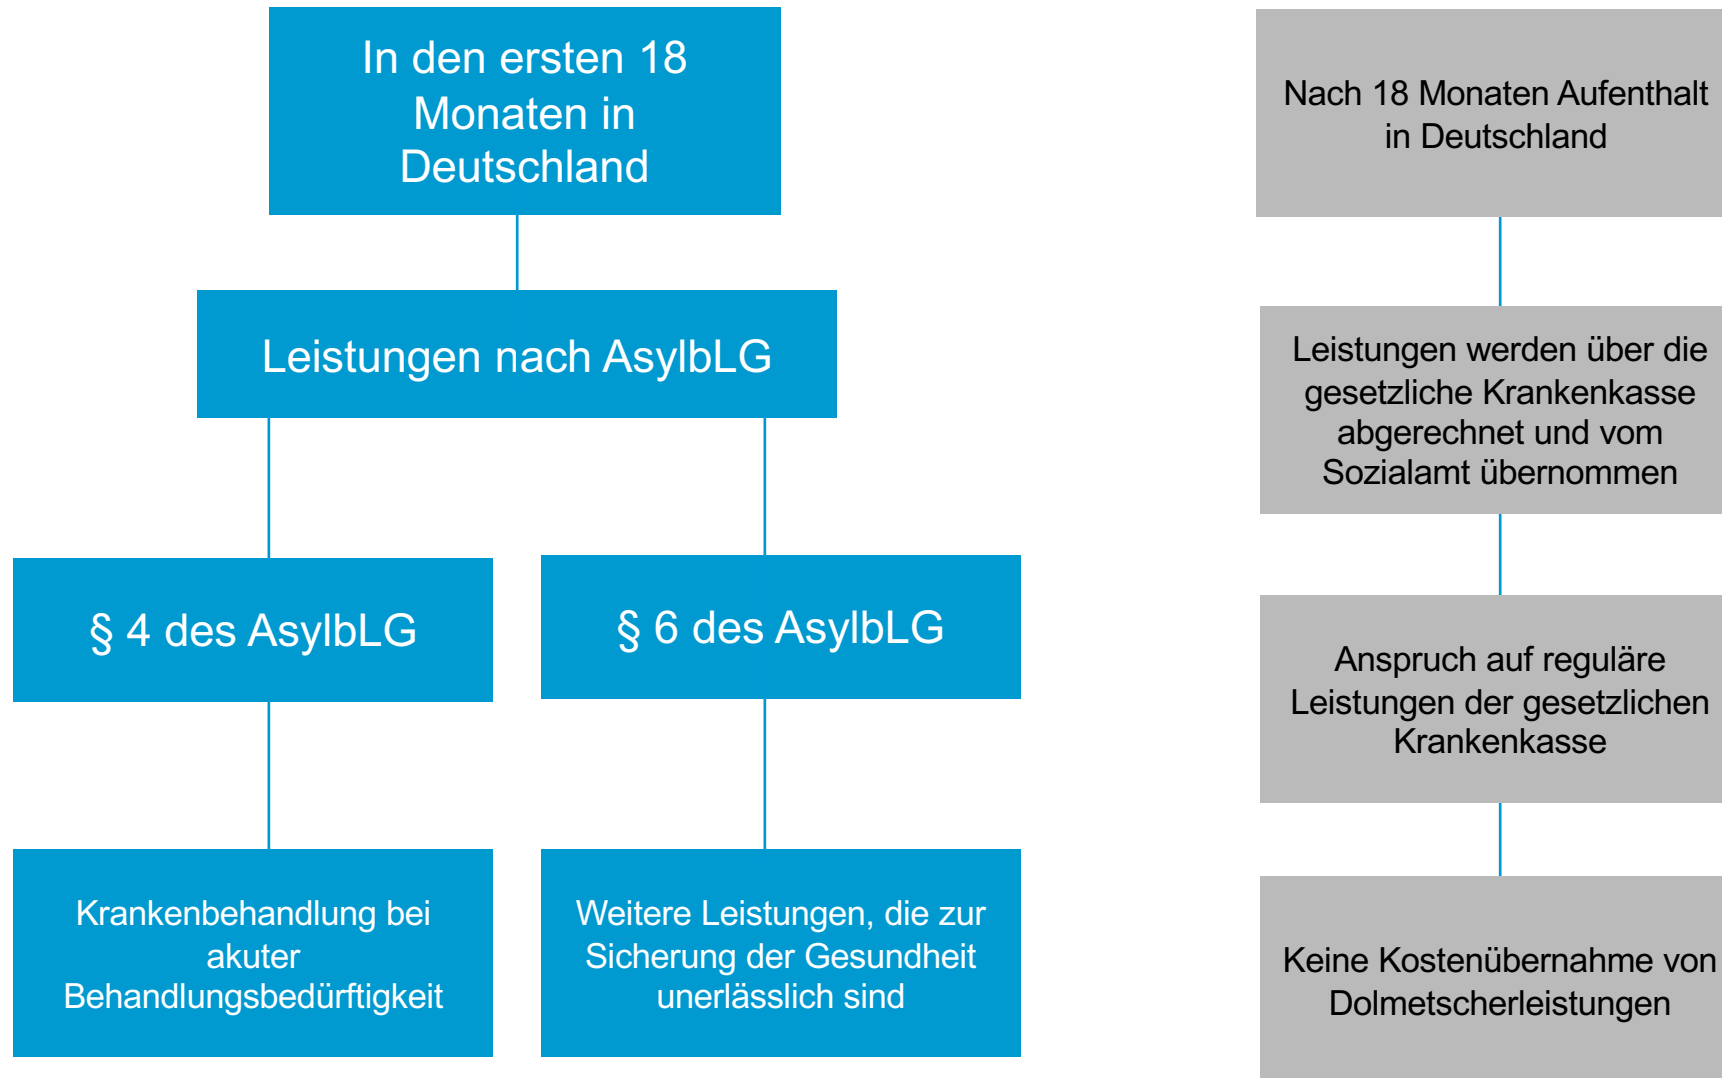 In den ersten 18
Monaten in
Deutschland
Leistungen nach AsylbLG
§ 4 des AsylbLG
§ 6 des AsylbLG
Krankenbehandlung bei
akuter
Behandlungsbedürftigkeit
Weitere Leistungen, die zur
Sicherung der Gesundheit
unerlässlich sind
Nach 18 Monaten Aufenthalt
in Deutschland
Leistungen werden über die
gesetzliche Krankenkasse
abgerechnet und vom
Sozialamt übernommen
Anspruch auf reguläre
Leistungen der gesetzlichen
Krankenkasse
Keine Kostenübernahme von
Dolmetscherleistungen